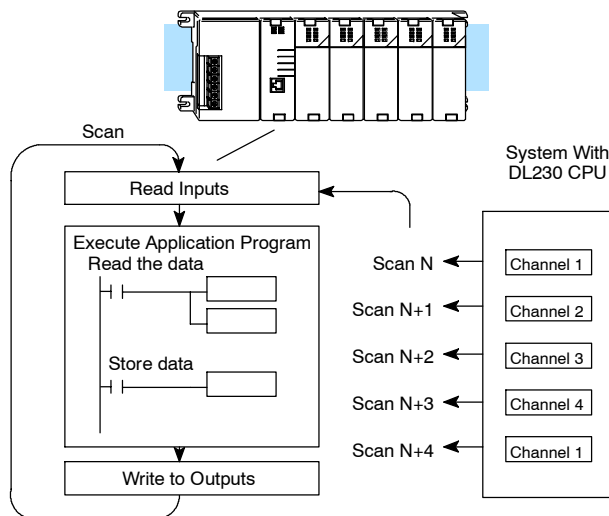 Scan
System With
DL230 CPU
Read Inputs
Execute Application Program
Read the data
Store data
Write to Outputs
Scan N
Channel 1
Scan N+1
Channel 2
Scan N+2
Channel 3
Scan N+3
Channel 4
Scan N+4
Channel 1